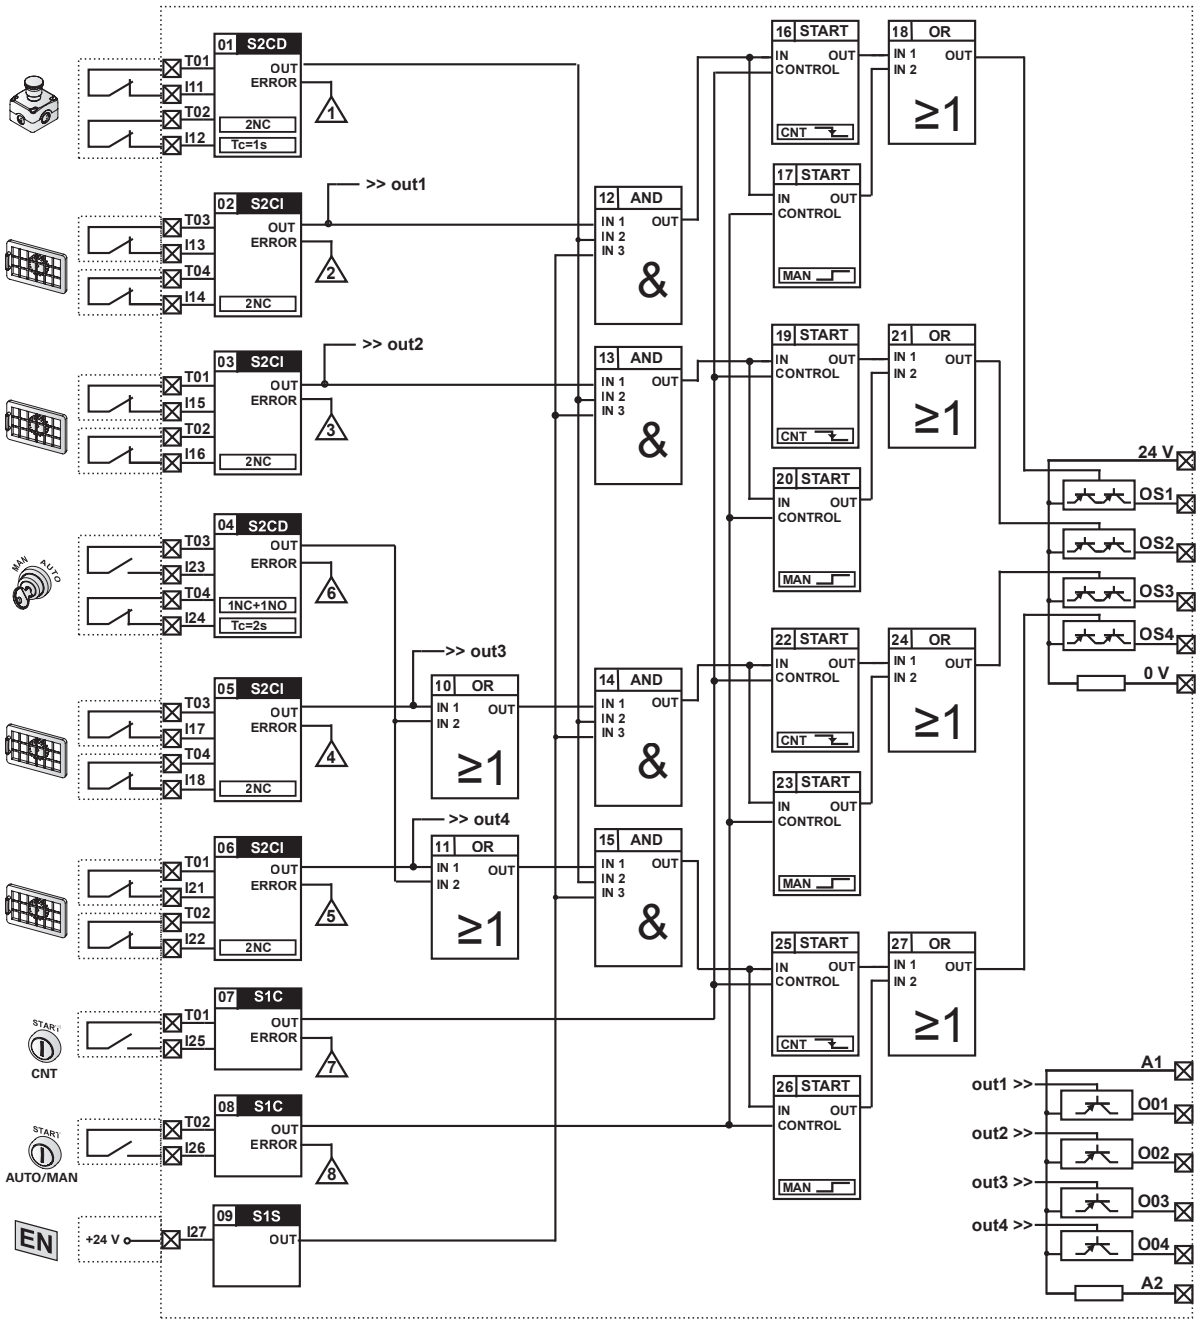 01 S2CD
T01
OUT
ERROR
I11
1
T02
2NC
I12
Tc=1s
>> out1
02 S2CI
T03
OUT
ERROR
I13
2
T04
I14
2NC
>> out2
03 S2CI
T01
OUT
ERROR
I15
3
T02
I16
2NC
MAN AUTO
04 S2CD
T03
OUT
ERROR
I23
6
T04
1NC+1NO
I24
Tc=2s
>> out3
05 S2CI
T03
OUT
ERROR
I17
4
T04
I18
2NC
>> out4
06 S2CI
T01
OUT
ERROR
I21
5
T02
I22
2NC
START
CNT
07 S1C
T01
OUT
I25
ERROR
7
START
AUTO/MAN
08 S1C
T02
OUT
I26
ERROR
8
EN
+24 V
09 S1S
I27
OUT
10 OR
IN 1 OUT
IN 2
≥1
11 OR
IN 1 OUT
IN 2
≥1
12 AND
IN 1 OUT
IN 2
IN 3
&
13 AND
IN 1 OUT
IN 2
IN 3
&
14 AND
IN 1 OUT
IN 2
IN 3
&
15 AND
IN 1 OUT
IN 2
IN 3
&
16 START
IN OUT
CONTROL
CNT
17 START
IN OUT
CONTROL
MAN
18 OR
IN 1 OUT
IN 2
≥1
19 START
IN OUT
CONTROL
CNT
20 START
IN OUT
CONTROL
MAN
21 OR
IN 1 OUT
IN 2
≥1
22 START
IN OUT
CONTROL
CNT
23 START
IN OUT
CONTROL
MAN
24 OR
IN 1 OUT
IN 2
≥1
25 START
IN OUT
CONTROL
CNT
26 START
IN OUT
CONTROL
MAN
27 OR
IN 1 OUT
IN 2
≥1
24 V
OS1
OS2
OS3
OS4
0 V
A1
out1 >>
O01
out2 >>
O02
out3 >>
O03
out4 >>
O04
A2